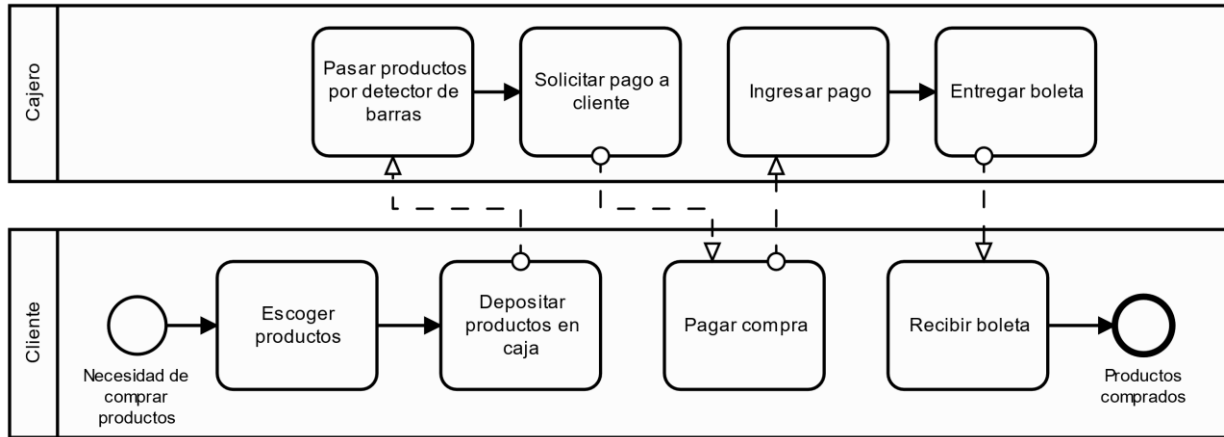 Cajero
Pasar productos
por detector de
barras
Solicitar pago a
cliente
Ingresar pago
Entregar boleta
Cliente
Necesidad de
comprar
productos
Escoger
productos
Depositar
productos en
caja
Pagar compra
Recibir boleta
Productos
comprados